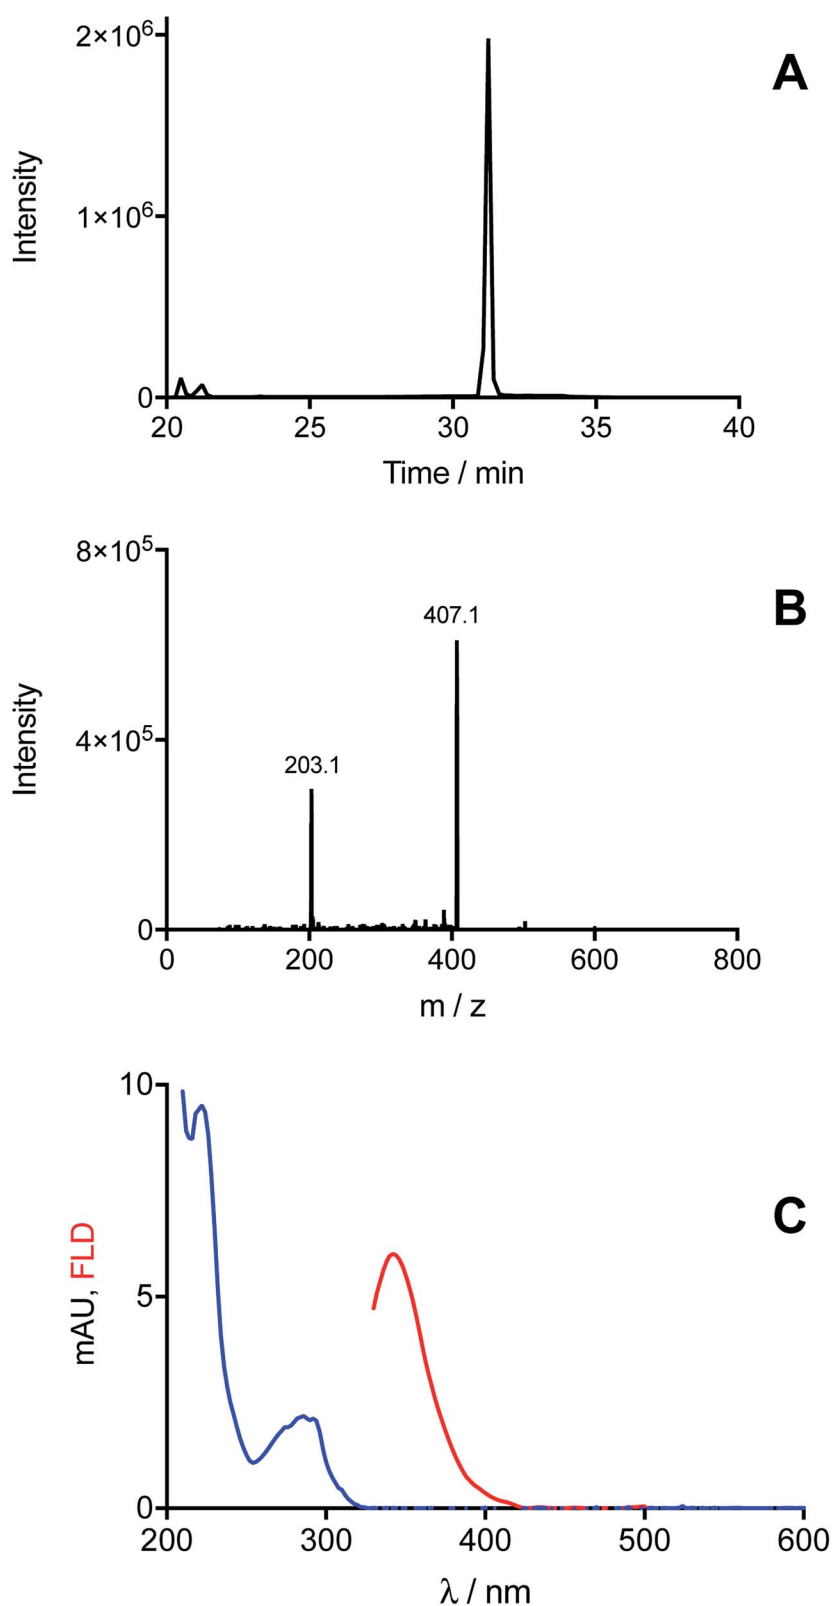 A
2×10⁶
1×10⁶
0
Intensity
20 25 30 35 40
Time / min
B
8×10⁵
4×10⁵
0
Intensity
407.1
203.1
0 200 400 600 800
m / z
C
10
5
0
mAU, FLD
200 300 400 500 600
λ / nm